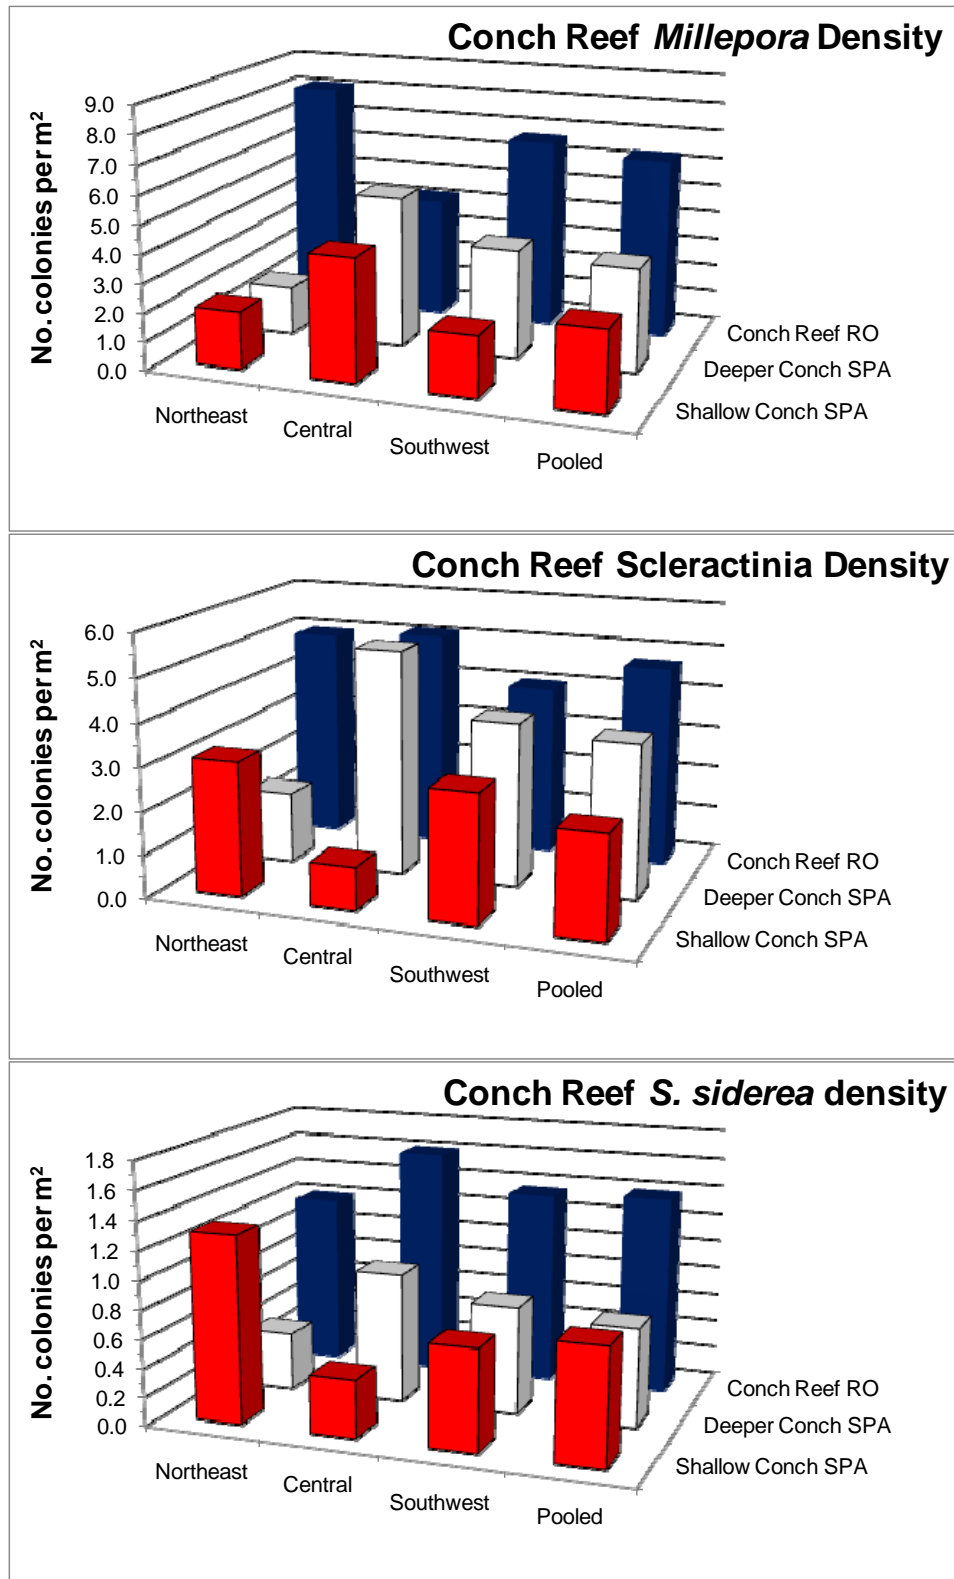 Conch Reef Millepora Density
No. colonies per m²
9.0
8.0
7.0
6.0
5.0
4.0
3.0
2.0
1.0
0.0
Northeast
Central
Southwest
Pooled
Conch Reef RO
Deeper Conch SPA
Shallow Conch SPA
Conch Reef Scleractinia Density
No. colonies per m²
6.0
5.0
4.0
3.0
2.0
1.0
0.0
Northeast
Central
Southwest
Pooled
Conch Reef RO
Deeper Conch SPA
Shallow Conch SPA
Conch Reef S. siderea density
No. colonies per m²
1.8
1.6
1.4
1.2
1.0
0.8
0.6
0.4
0.2
0.0
Northeast
Central
Southwest
Pooled
Conch Reef RO
Deeper Conch SPA
Shallow Conch SPA